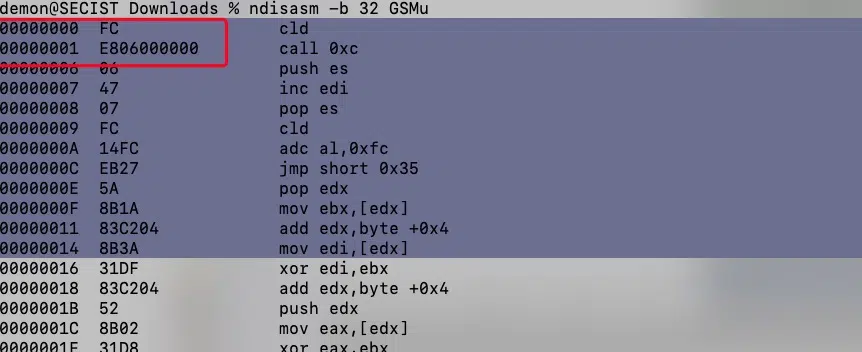 demon@SECIST Downloads % ndisasm -b 32 GSMu
00000000 FC cld
00000001 E806000000 call 0xc
00000006 06 push es
00000007 47 inc edi
00000008 07 pop es
00000009 FC cld
0000000A 14FC adc al,0xfc
0000000C EB27 jmp short 0x35
0000000E 5A pop edx
0000000F 8B1A mov ebx,[edx]
00000011 83C204 add edx,byte +0x4
00000014 8B3A mov edi,[edx]
00000016 31DF xor edi,ebx
00000018 83C204 add edx,byte +0x4
0000001B 52 push edx
0000001C 8B02 mov eax,[edx]
0000001E 31D8 xor eax,ebx